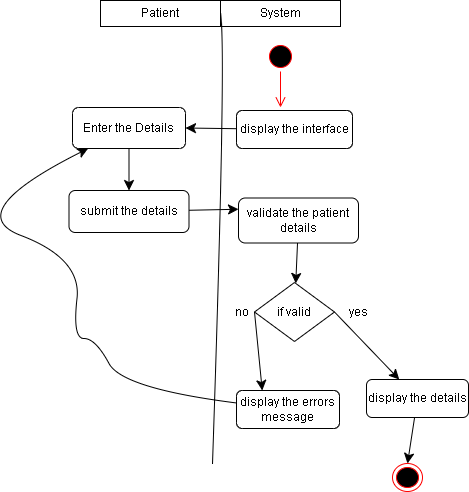 Patient
System
display the interface
Enter the Details
submit the details
validate the patient
details
if valid
no
yes
display the errors
message
display the details